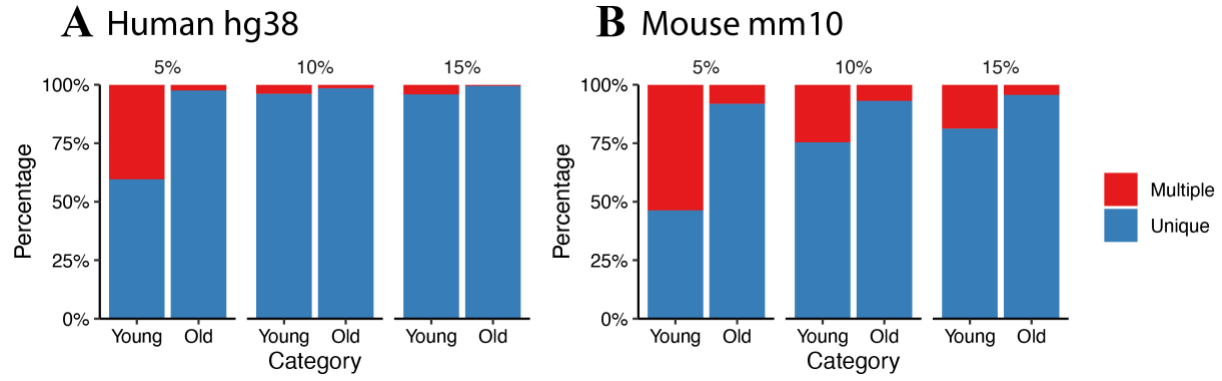 A Human hg38
5% 10% 15%
100%
75%
50%
25%
0%
Percentage
Young Old Young Old Young Old
Category
B Mouse mm10
5% 10% 15%
100%
75%
50%
25%
0%
Percentage
Young Old Young Old Young Old
Category
Multiple
Unique